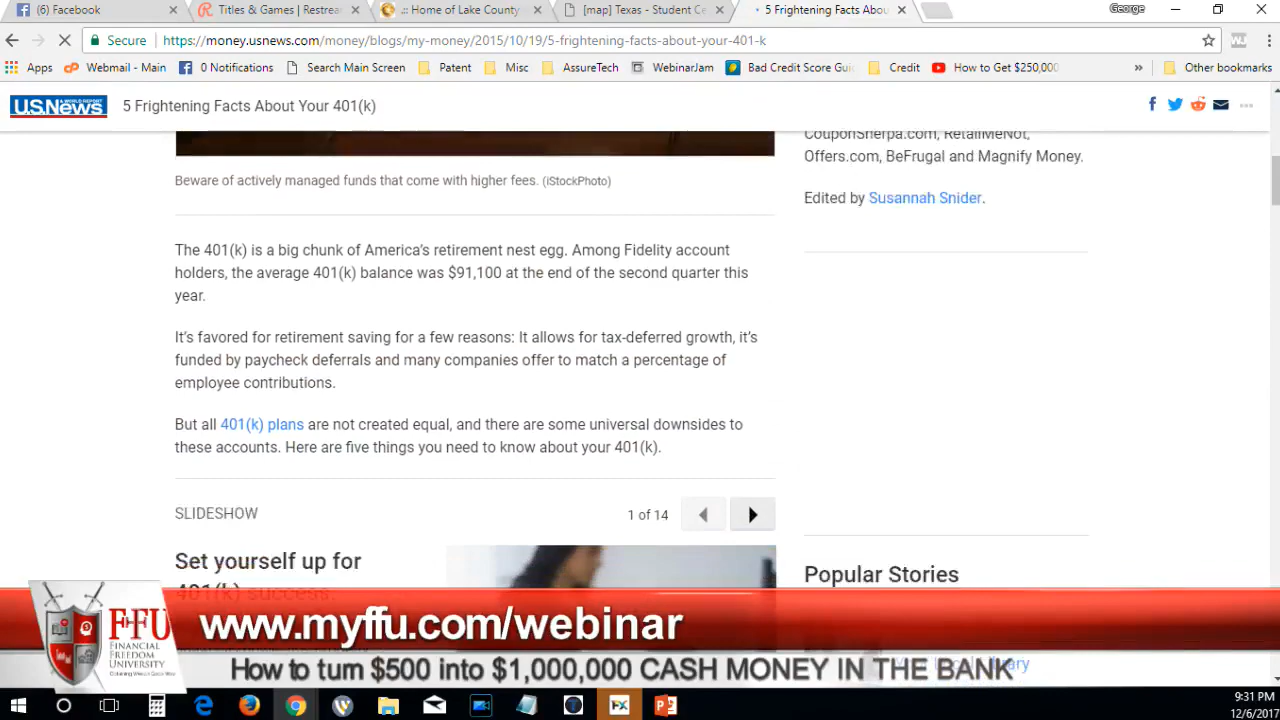 (6) Facebook
Titles & Games | Restrea
.:: Home of Lake County
[map] Texas - Student Ce
5 Frightening Facts Abou
George
Secure
https://money.usnews.com/money/blogs/my-money/2015/10/19/5-frightening-facts-about-your-401-k
Apps
Webmail - Main
0 Notifications
Search Main Screen
Patent
Misc
AssureTech
WebinarJam
Bad Credit Score Gui
Credit
How to Get $250,000
»
Other bookmarks
U.S.News
5 Frightening Facts About Your 401(k)
Beware of actively managed funds that come with higher fees. (iStockPhoto)
The 401(k) is a big chunk of America's retirement nest egg. Among Fidelity account
holders, the average 401(k) balance was $91,100 at the end of the second quarter this
year.
It's favored for retirement saving for a few reasons: It allows for tax-deferred growth, it's
funded by paycheck deferrals and many companies offer to match a percentage of
employee contributions.
But all 401(k) plans are not created equal, and there are some universal downsides to
these accounts. Here are five things you need to know about your 401(k).
SLIDESHOW
1 of 14
Set yourself up for
401(k) success.
CouponSherpa.com, RetailMeNot,
Offers.com, BeFrugal and Magnify Money.
Edited by Susannah Snider.
Popular Stories
FFU
FINANCIAL
FREEDOM
UNIVERSITY
www.myffu.com/webinar
How to turn $500 into $1,000,000 CASH MONEY IN THE BANK
9:31 PM
12/6/2017